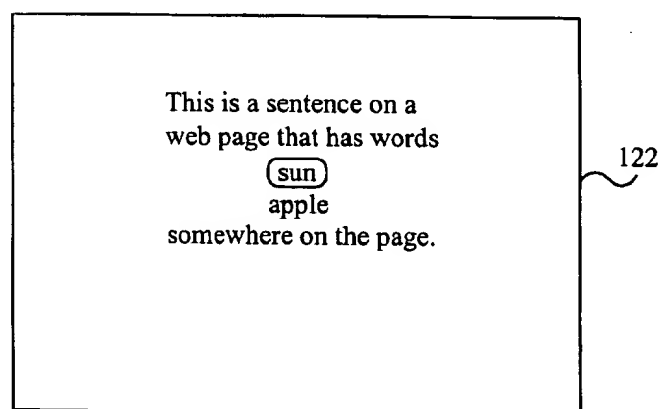 This is a sentence on a
web page that has words
sun
apple
somewhere on the page.
122